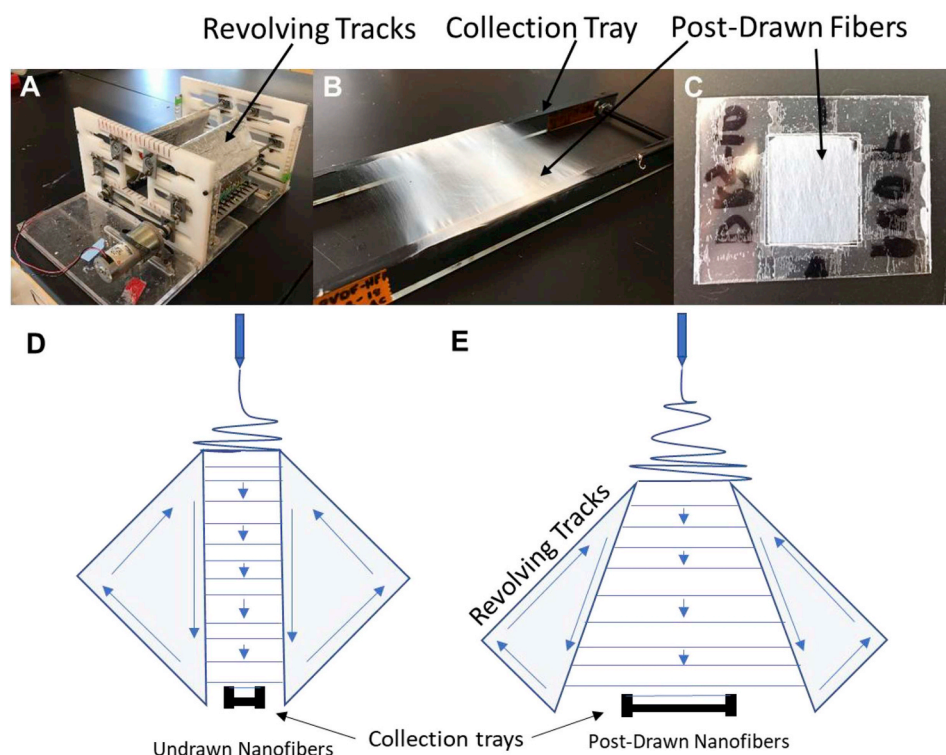 Revolving Tracks
Collection Tray
Post-Drawn Fibers
A
B
C
D
E
Revolving Tracks
Undrawn Nanofibers
Collection trays
Post-Drawn Nanofibers